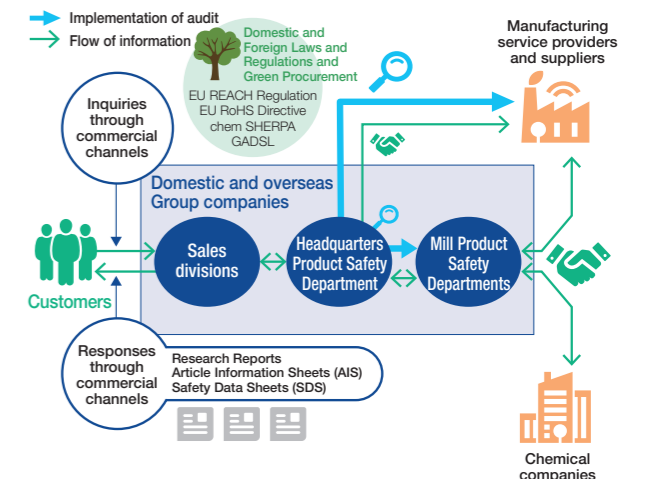 Implementation of audit
Flow of information
Domestic and
Foreign Laws and
Regulations and
Green Procurement
EU REACH Regulation
EU RoHS Directive
chem SHERPA
GADSL
Manufacturing
service providers
and suppliers
Inquiries
through
commercial
channels
Domestic and overseas
Group companies
Customers
Sales
divisions
Headquarters
Product Safety
Department
Mill Product
Safety
Departments
Responses
through
commercial
channels
Research Reports
Article Information Sheets (AIS)
Safety Data Sheets (SDS)
Chemical
companies